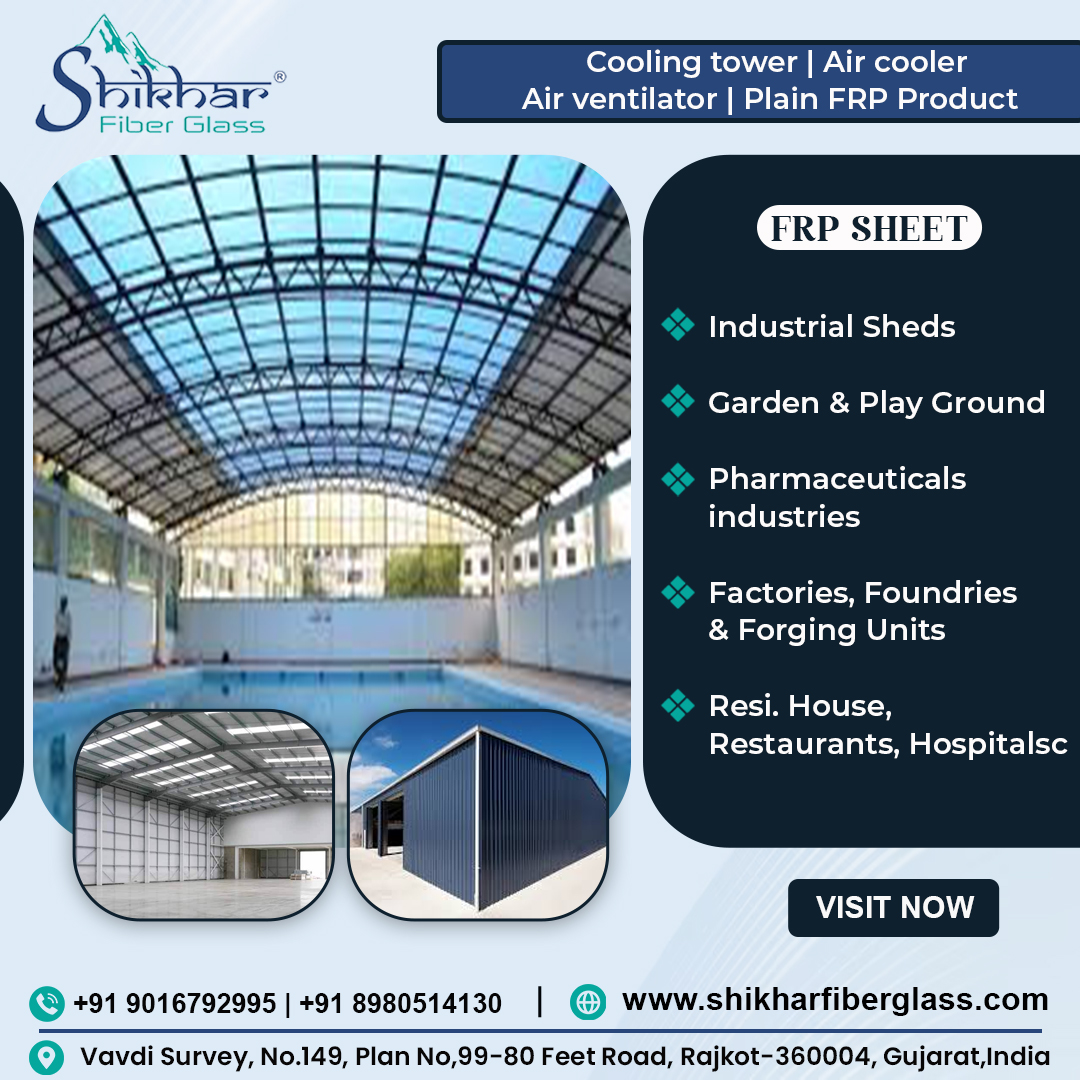 Shikhar®
Fiber Glass
Cooling tower | Air cooler
Air ventilator | Plain FRP Product
FRP SHEET
Industrial Sheds
Garden & Play Ground
Pharmaceuticals
industries
Factories, Foundries
& Forging Units
Resi. House,
Restaurants, Hospitalsc
VISIT NOW
+91 9016792995 | +91 8980514130 | www.shikharfiberglass.com
Vavdi Survey, No.149, Plan No,99-80 Feet Road, Rajkot-360004, Gujarat,India